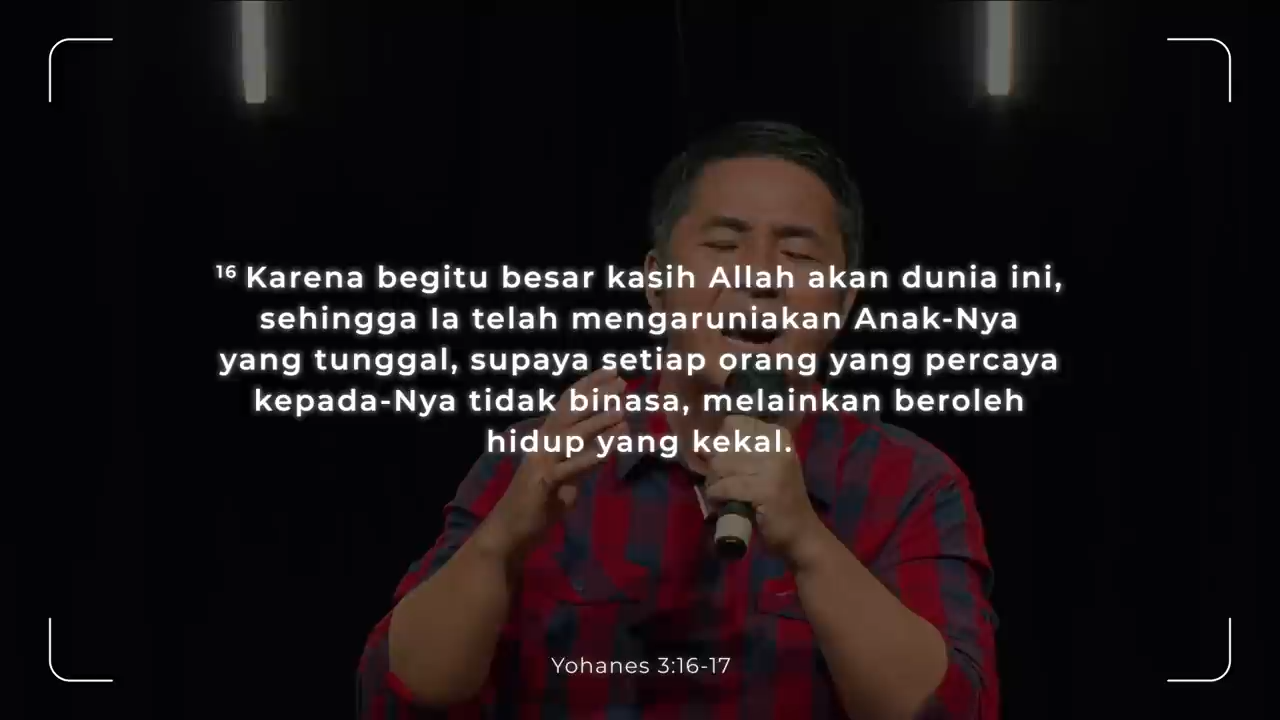 16 Karena begitu besar kasih Allah akan dunia ini,
sehingga Ia telah mengaruniakan Anak-Nya
yang tunggal, supaya setiap orang yang percaya
kepada-Nya tidak binasa, melainkan beroleh
hidup yang kekal.
Yohanes 3:16-17